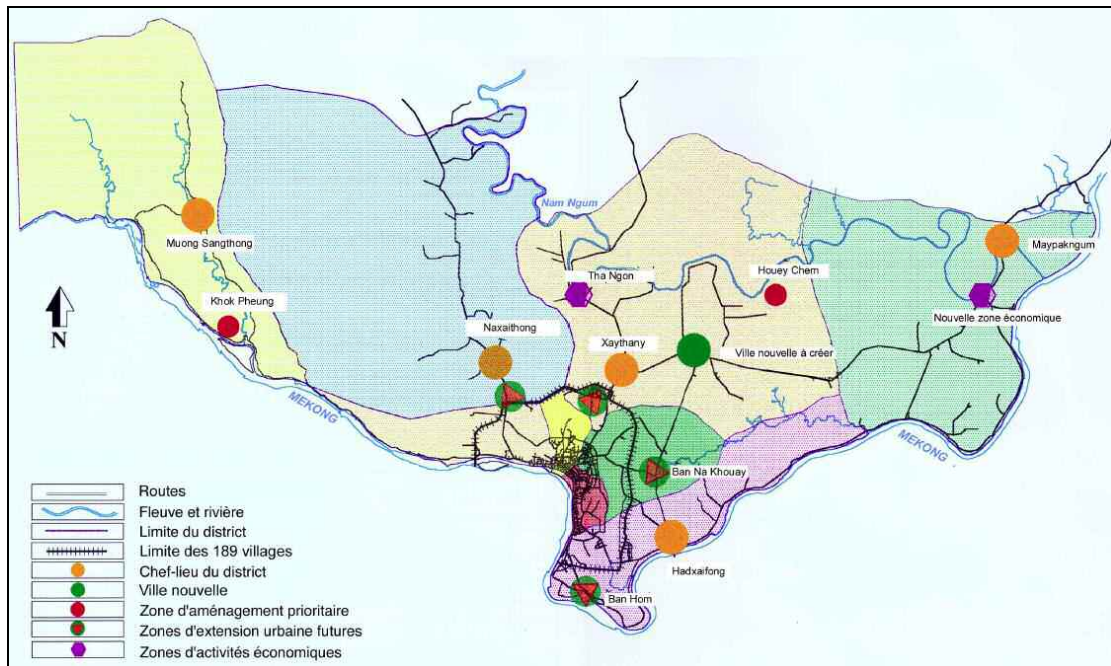 Nam Ngum
Muong Sangthong
Maypakngum
Tha Ngon
Houey Chem
Khok Pheung
Nouvelle zone économique
N
Naxaithong
Xaythany
Ville nouvelle à créer
MEKONG
MEKONG
Ban Na Khouay
Hadxaifong
Ban Hom
Routes
Fleuve et rivière
Limite du district
Limite des 189 villages
Chef-lieu du district
Ville nouvelle
Zone d'aménagement prioritaire
Zones d'extension urbaine futures
Zones d'activités économiques